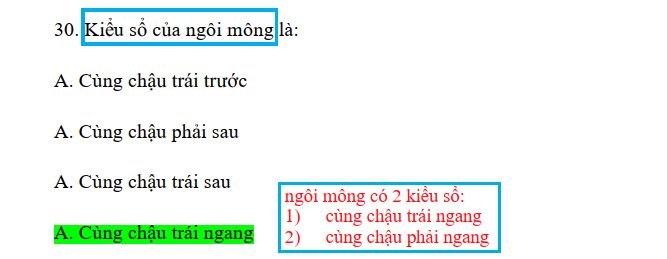 30. Kiểu sổ của ngôi mông là:
A. Cùng chậu trái trước
A. Cùng chậu phải sau
A. Cùng chậu trái sau
A. Cùng chậu trái ngang
ngôi mông có 2 kiểu sổ:
1) cùng chậu trái ngang
2) cùng chậu phải ngang